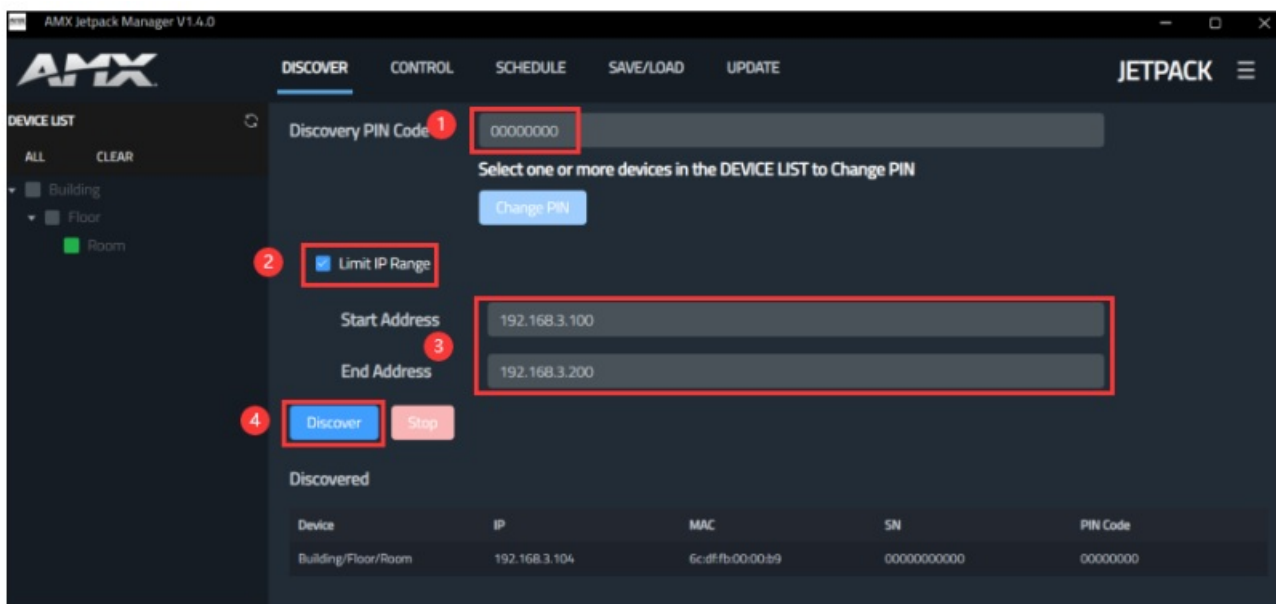 AMX Jetpack Manager V1.4.0
AMX
DISCOVER CONTROL SCHEDULE SAVE/LOAD UPDATE
JETPACK
DEVICE LIST
ALL CLEAR
Building
Floor
Room
Discovery PIN Code 1 00000000
Select one or more devices in the DEVICE LIST to Change PIN
Change PIN
2 Limit IP Range
Start Address 192.168.3.100
3
End Address 192.168.3.200
4 Discover Stop
Discovered
Device IP MAC SN PIN Code
Building/Floor/Room 192.168.3.104 6c:df:fb:00:00:b9 00000000000 00000000